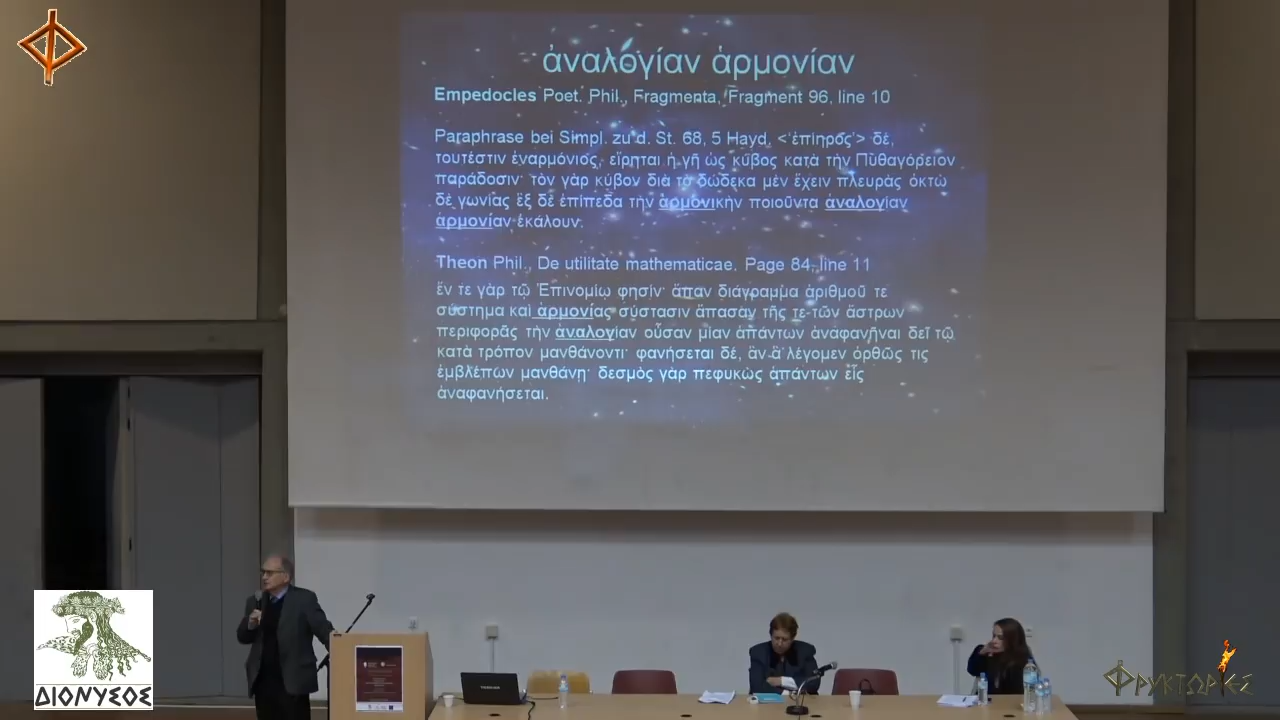 ἀναλογίαν ἁρμονίαν
Empedocles Poet. Phil., Fragmenta, Fragment 96, line 10
Paraphrase bei Simpl. zu d. St. 68, 5 Hayd. <'ἐπίηρος'> δέ,
τουτέστιν ἐναρμόνιος, εἴρηται ἡ γῆ ὡς κύβος κατὰ τὴν Πυθαγόρειον
παράδοσιν· τὸν γὰρ κύβον διὰ τὸ δώδεκα μὲν ἔχειν πλευρὰς ὀκτὼ
δὲ γωνίας ἓξ δὲ ἐπίπεδα τὴν ἁρμονικὴν ποιοῦντα ἀναλογίαν
ἁρμονίαν ἐκάλουν.
Theon Phil., De utilitate mathematicae. Page 84, line 11
ἔν τε γὰρ τῷ Ἐπινομίῳ φησίν· ἅπαν διάγραμμα ἀριθμοῦ τε
σύστημα καὶ ἁρμονίας σύστασιν ἅπασαν τῆς τε τῶν ἄστρων
περιφορᾶς τὴν ἀναλογίαν οὖσαν μίαν ἁπάντων ἀναφανῆναι δεῖ τῷ
κατὰ τρόπον μανθάνοντι· φανήσεται δέ, ἂν ἃ λέγομεν ὀρθῶς τις
ἐμβλέπων μανθάνῃ· δεσμὸς γὰρ πεφυκὼς ἁπάντων εἷς
ἀναφανήσεται.
ΔΙΟΝΥΣΟΣ
ΦΡΥΚΤΩΡΙΕΣ